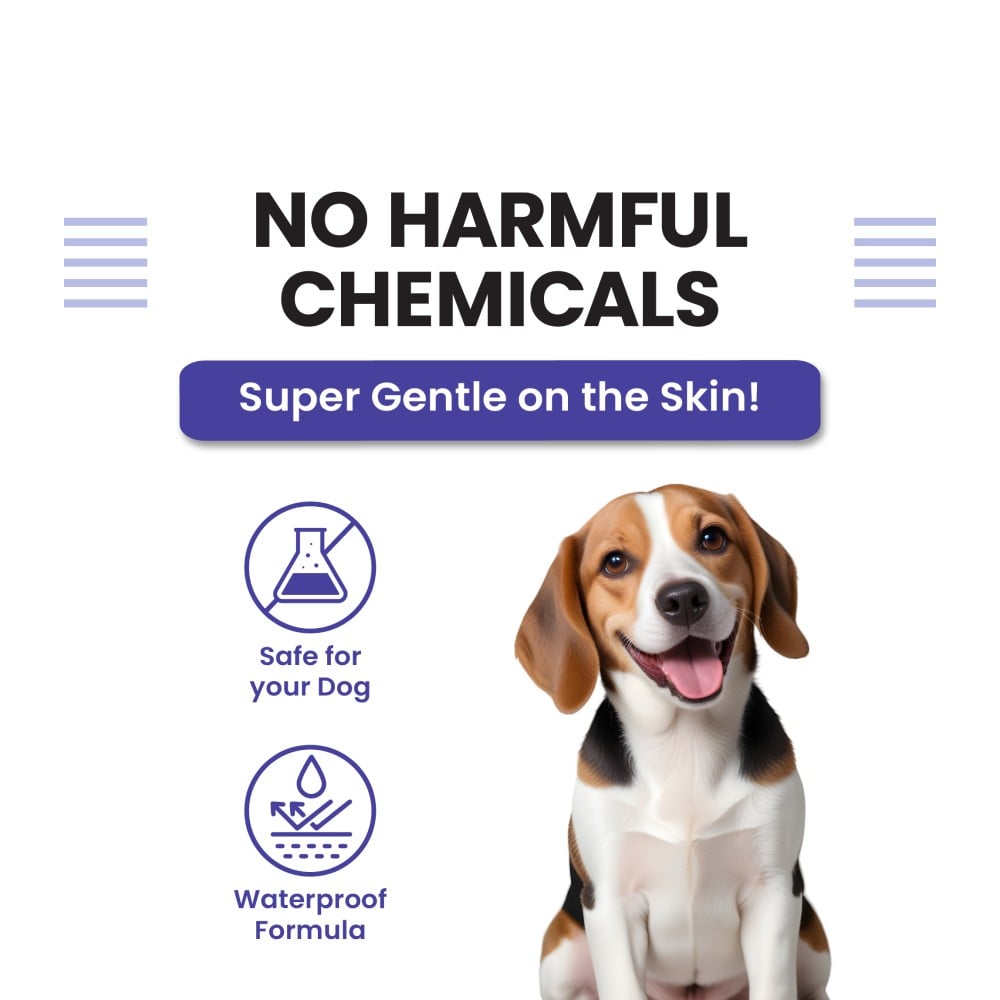 NO HARMFUL
CHEMICALS
Super Gentle on the Skin!
Safe for
your Dog
Waterproof
Formula